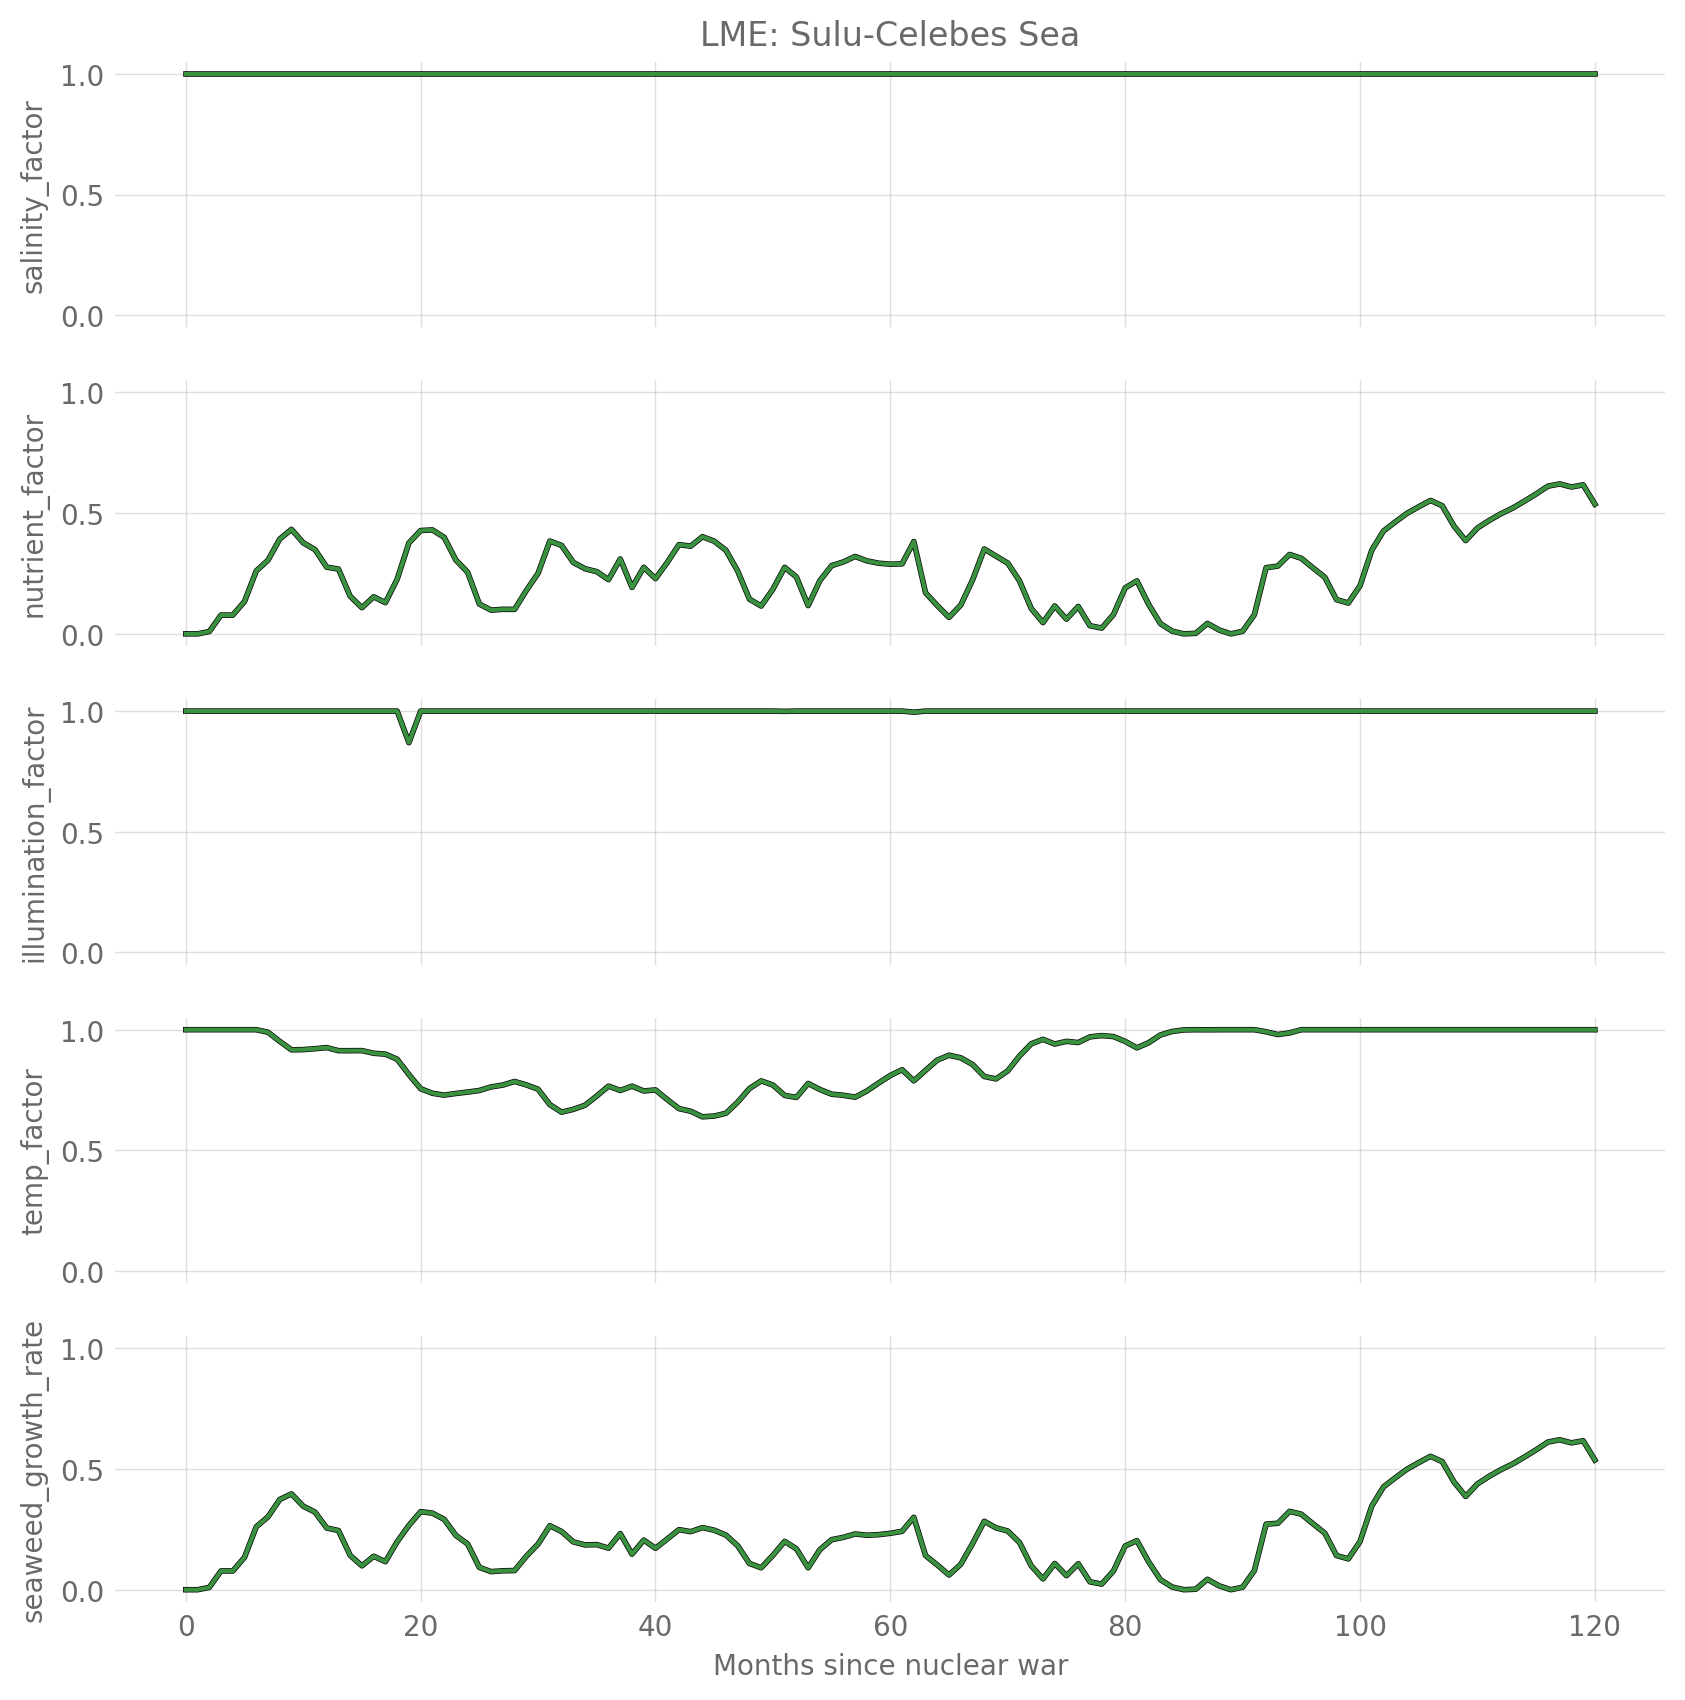 LME: Sulu-Celebes Sea
1.0
0.5
0.0
salinity_factor
1.0
0.5
0.0
nutrient_factor
1.0
0.5
0.0
illumination_factor
1.0
0.5
0.0
temp_factor
1.0
0.5
0.0
seaweed_growth_rate
0 20 40 60 80 100 120
Months since nuclear war